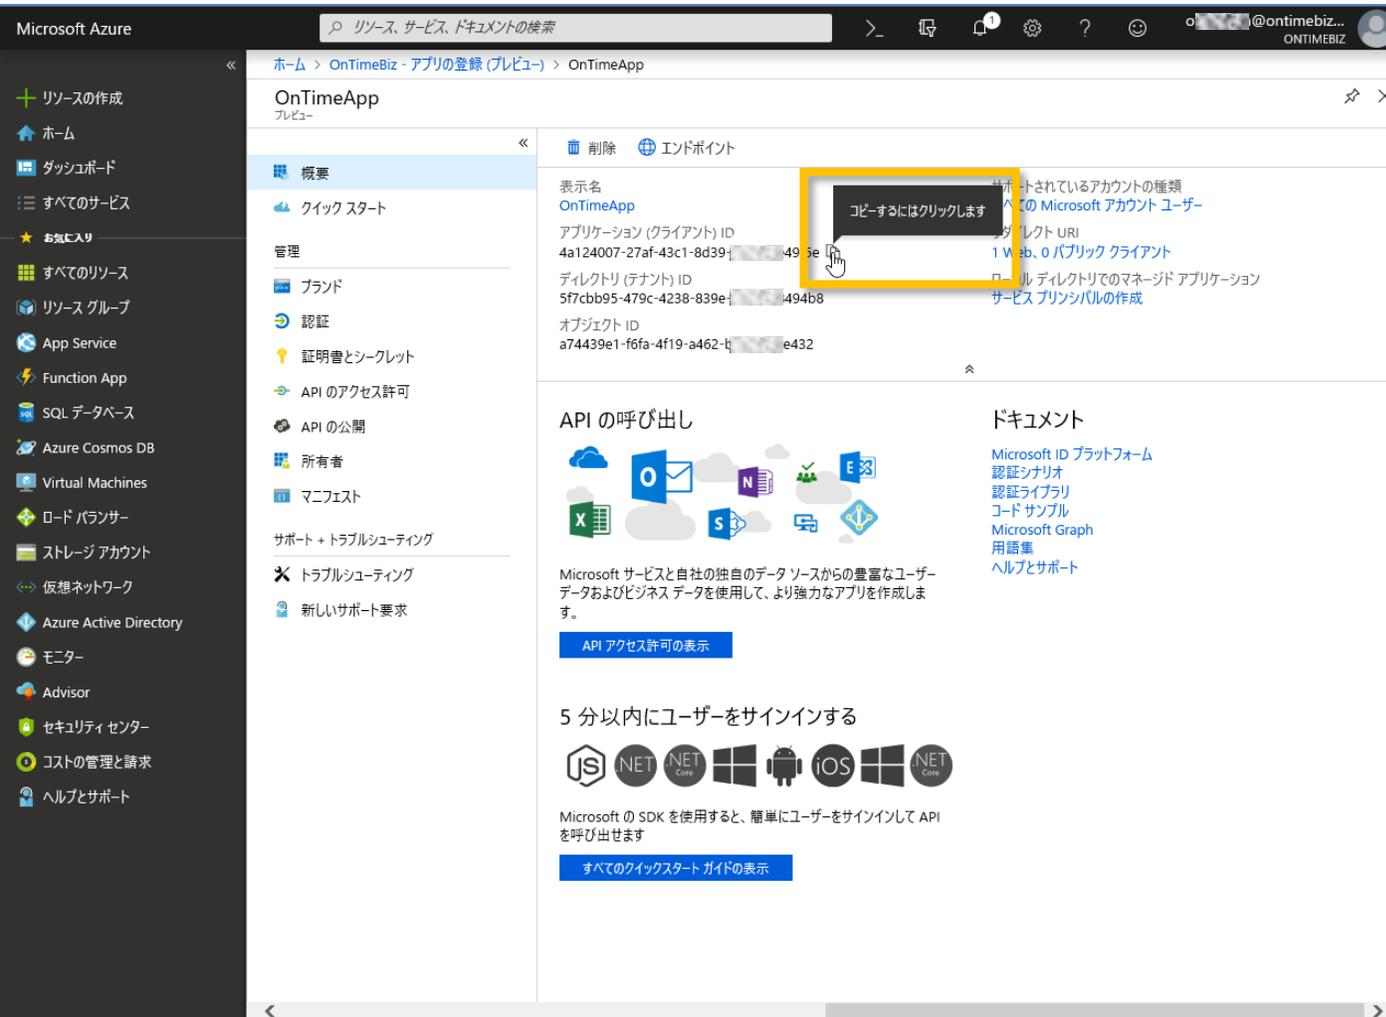 Microsoft Azure
リソース、サービス、ドキュメントの検索
1
@ontimebiz...
ONTIMEBIZ
ホーム > OnTimeBiz - アプリの登録 (プレビュー) > OnTimeApp
リソースの作成
ホーム
ダッシュボード
すべてのサービス
お気に入り
すべてのリソース
リソース グループ
App Service
Function App
SQL データベース
Azure Cosmos DB
Virtual Machines
ロード バランサー
ストレージ アカウント
仮想ネットワーク
Azure Active Directory
モニター
Advisor
セキュリティ センター
コストの管理と請求
ヘルプとサポート
OnTimeApp
プレビュー
概要
クイック スタート
管理
ブランド
認証
証明書とシークレット
API のアクセス許可
API の公開
所有者
マニフェスト
サポート + トラブルシューティング
トラブルシューティング
新しいサポート要求
削除
エンドポイント
表示名
OnTimeApp
アプリケーション (クライアント) ID
4a124007-27af-43c1-8d39-
ディレクトリ (テナント) ID
5f7cbb95-479c-4238-839e- 494b8
オブジェクト ID
a74439e1-f6fa-4f19-a462- e432
コピーするにはクリックします
サポートされているアカウントの種類
Microsoft アカウント ユーザー
URI
1 Web、0 パブリック クライアント
ディレクトリでのマネージド アプリケーション
サービス プリンシパルの作成
API の呼び出し
Microsoft サービスと自社の独自のデータ ソースからの豊富なユーザー
データおよびビジネス データを使用して、より強力なアプリを作成しま
す。
API アクセス許可の表示
5 分以内にユーザーをサインインする
JS .NET .NET Core iOS .NET Core
Microsoft の SDK を使用すると、簡単にユーザーをサインインして API
を呼び出せます
すべてのクイックスタート ガイドの表示
ドキュメント
Microsoft ID プラットフォーム
認証シナリオ
認証ライブラリ
コード サンプル
Microsoft Graph
用語集
ヘルプとサポート